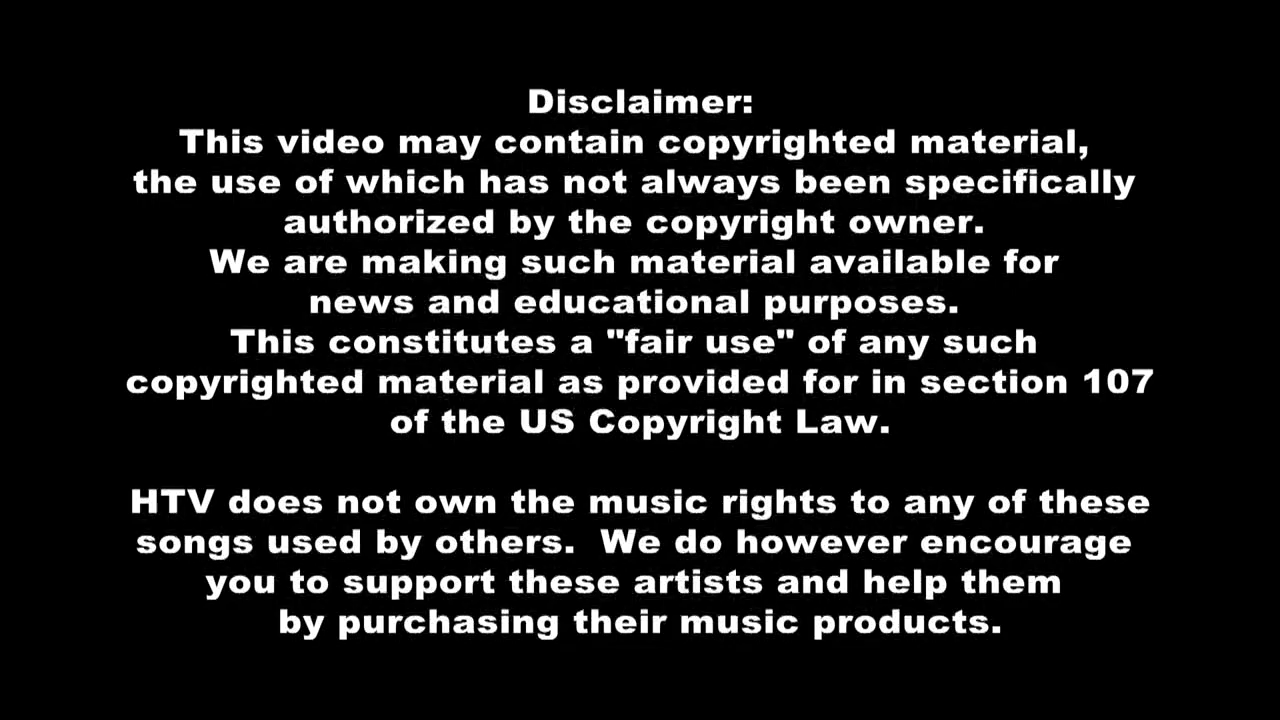 Disclaimer:
This video may contain copyrighted material,
the use of which has not always been specifically
authorized by the copyright owner.
We are making such material available for
news and educational purposes.
This constitutes a "fair use" of any such
copyrighted material as provided for in section 107
of the US Copyright Law.
HTV does not own the music rights to any of these
songs used by others.  We do however encourage
you to support these artists and help them
by purchasing their music products.